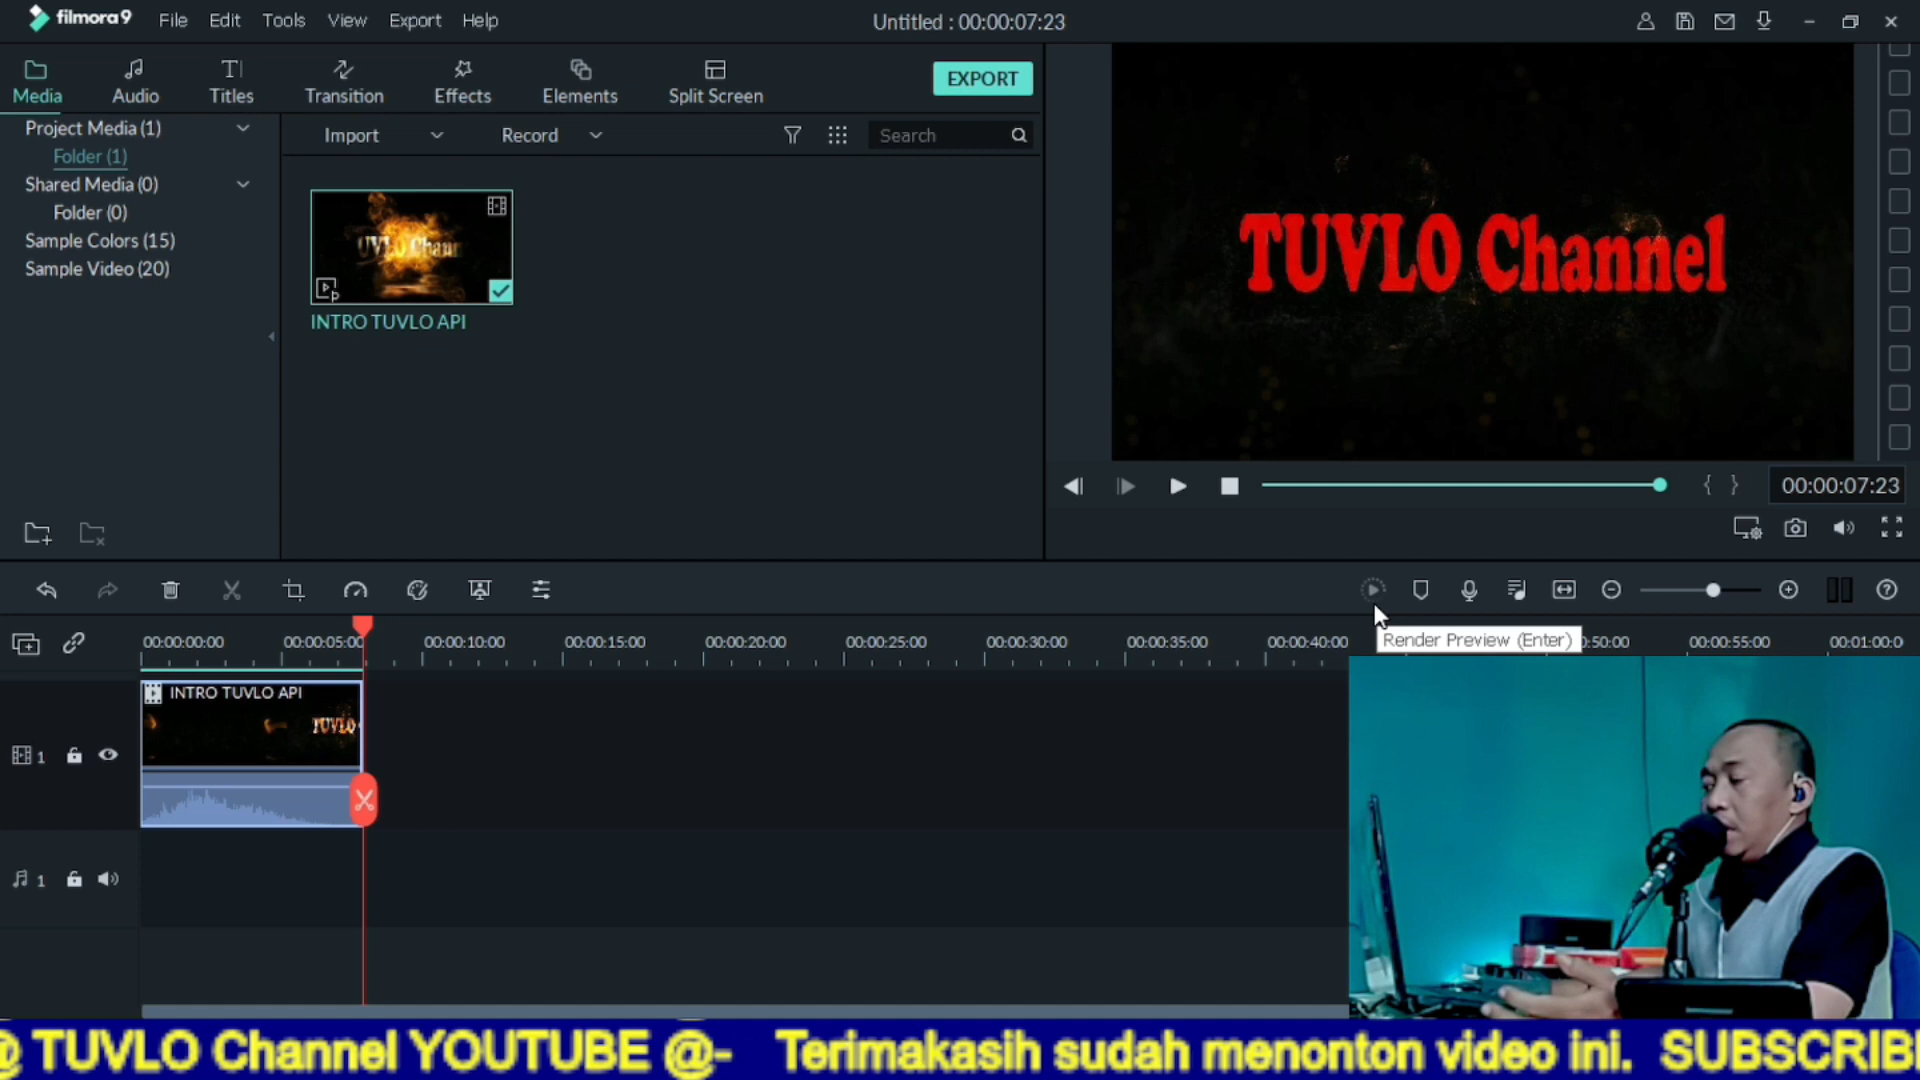 filmora9 File Edit Tools View Export Help Untitled : 00:00:07:23
Media Audio Titles Transition Effects Elements Split Screen EXPORT
Project Media (1)
Folder (1)
Shared Media (0)
Folder (0)
Sample Colors (15)
Sample Video (20)
Import Record Search
UVLO Chann
INTRO TUVLO API
TUVLO Channel
{ } 00:00:07:23
00:00:00:00 00:00:05:00 00:00:10:00 00:00:15:00 00:00:20:00 00:00:25:00 00:00:30:00 00:00:35:00 00:00:40:00 :50:00 00:00:55:00 00:01:00:0
Render Preview (Enter)
INTRO TUVLO API
TUVLO
1
1
@ TUVLO Channel YOUTUBE @- Terimakasih sudah menonton video ini. SUBSCRIB